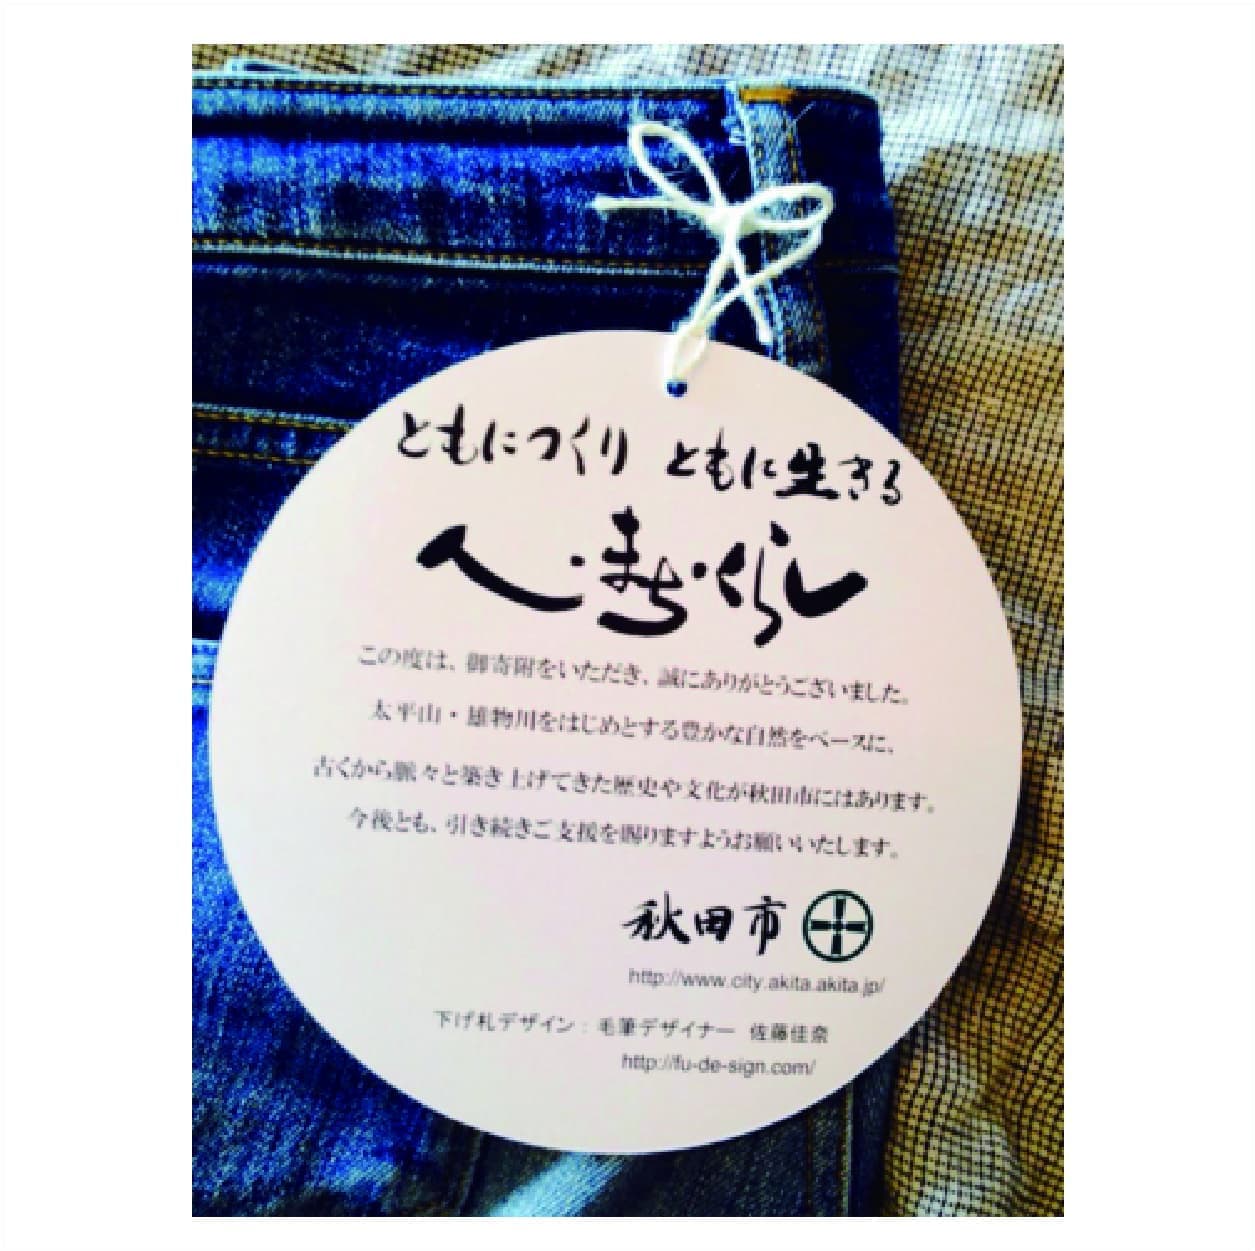 ともにつくり ともに生きる
人・まち・くらし
この度は、御寄附をいただき、誠にありがとうございました。
太平山・雄物川をはじめとする豊かな自然をベースに、
古くから脈々と築き上げてきた歴史や文化が秋田市にはあります。
今後とも、引き続きご支援を賜りますようお願いいたします。
秋田市
http://www.city.akita.akita.jp/
下げ札デザイン：毛筆デザイナー 佐藤佳奈
http://fu-de-sign.com/